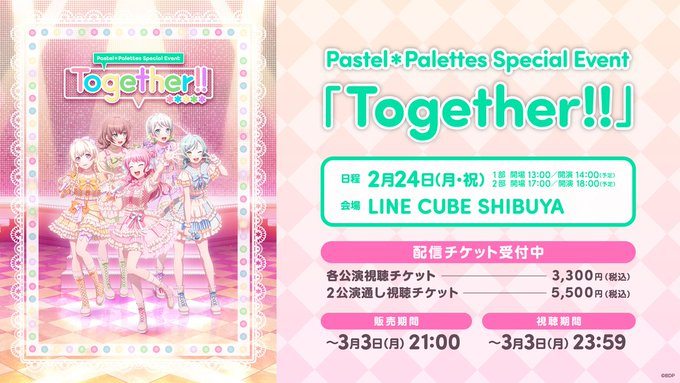 Pastel*Palettes Special Event
Together!!
Pastel*Palettes Special Event
「Together!!」
日程 2月24日(月・祝) 1部 開場 13:00/開演 14:00(予定)
2部 開場 17:00/開演 18:00(予定)
会場 LINE CUBE SHIBUYA
配信チケット受付中
各公演視聴チケット 3,300円(税込)
2公演通し視聴チケット 5,500円(税込)
販売期間
〜3月3日(月) 21:00
視聴期間
〜3月3日(月) 23:59
©BDP